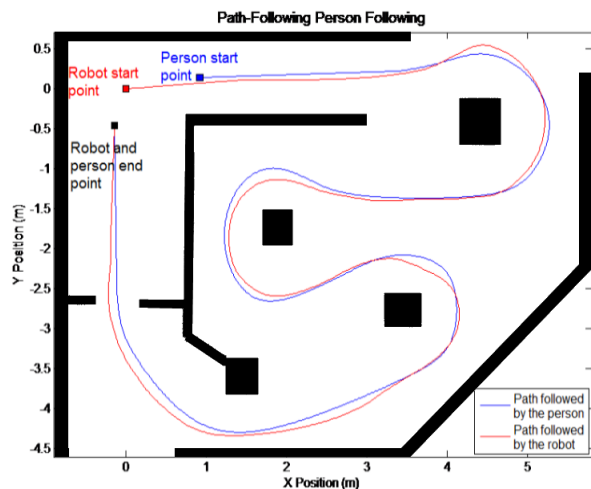 Path-Following Person Following
0.5
0
-0.5
-1
-1.5
-2
-2.5
-3
-3.5
-4
-4.5
Y Position (m)
Person start
point
Robot start
point
Robot and
person end
point
Path followed
by the person
Path followed
by the robot
0
1
2
3
4
5
X Position (m)